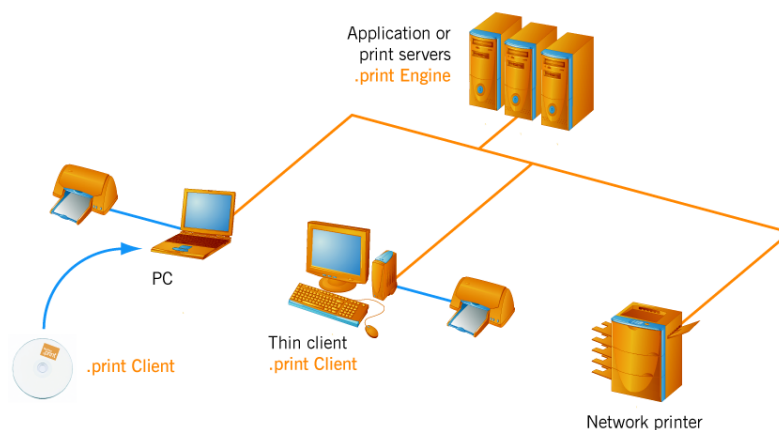 Application or
print servers
.print Engine
PC
Thin client
.print Client
.print Client
Network printer